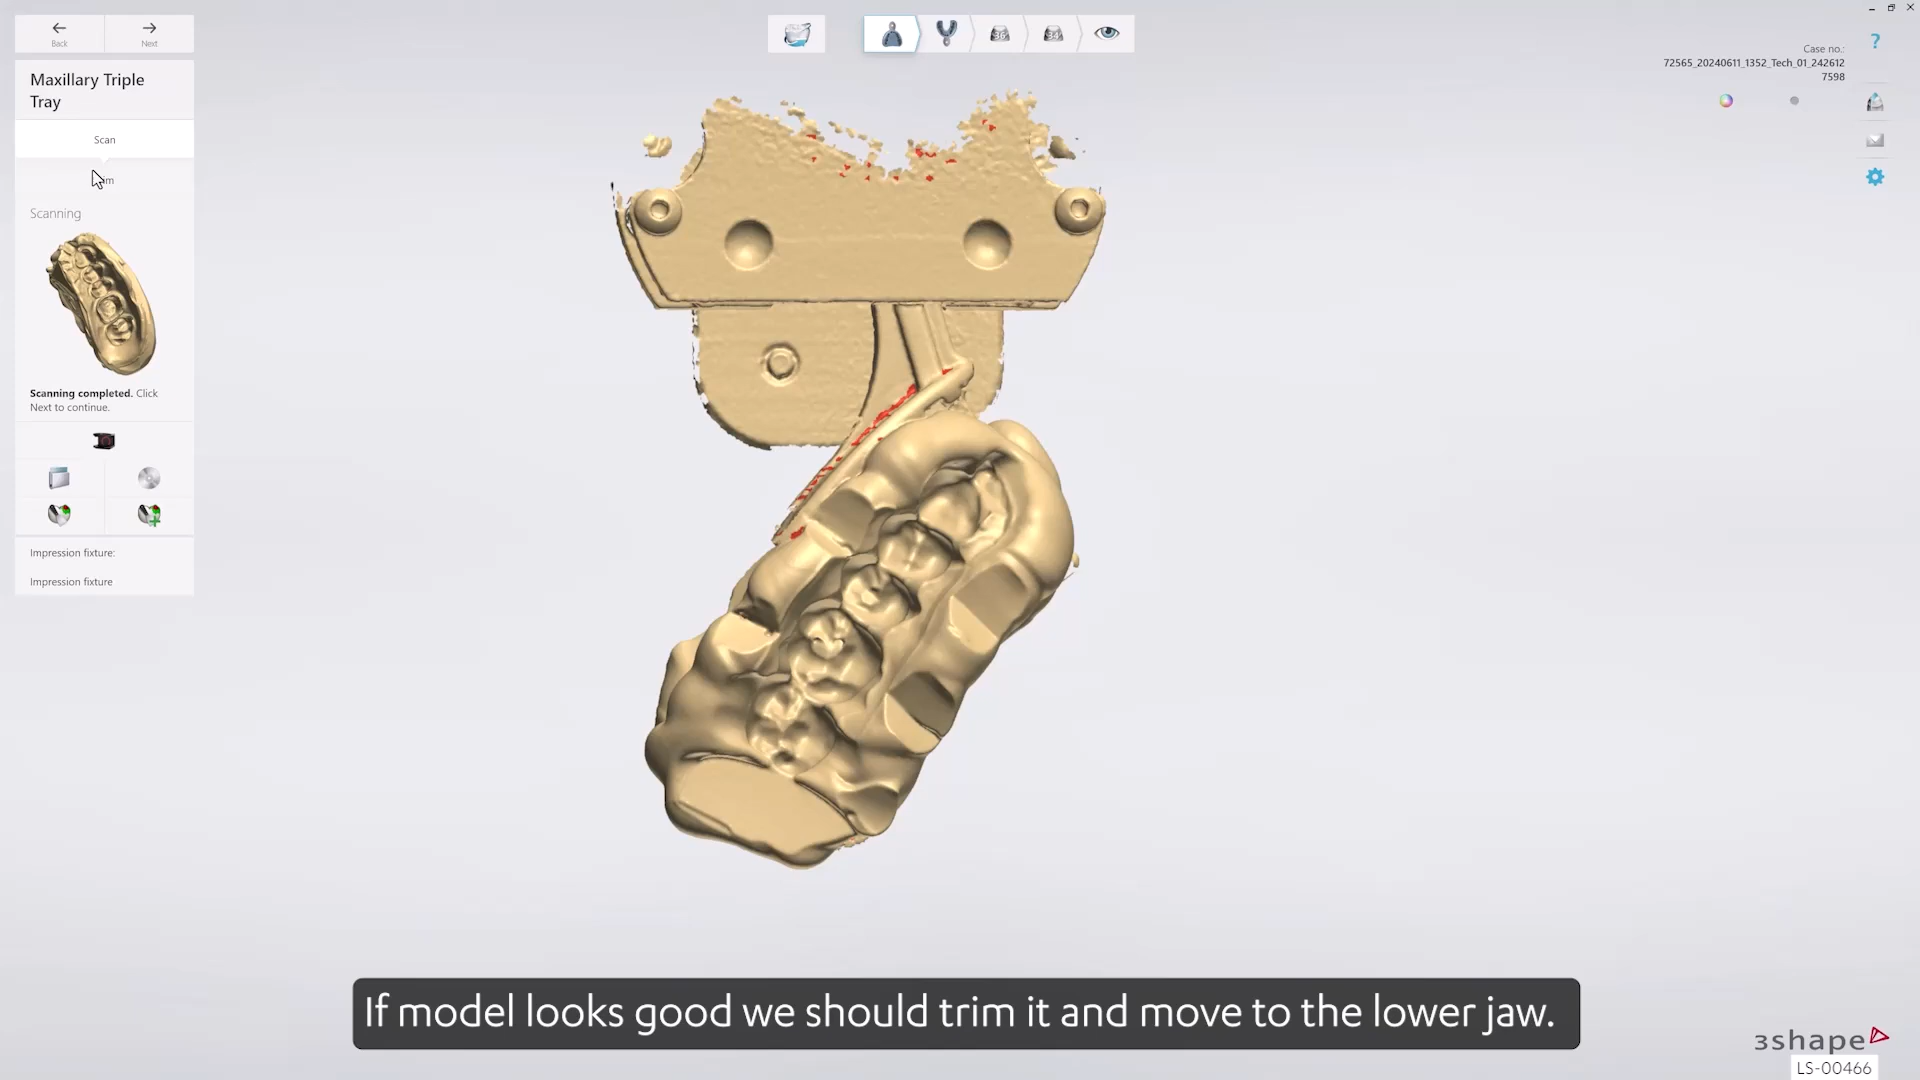 Back
Next
Maxillary Triple
Tray
Scan
Scanning
Scanning completed. Click
Next to continue.
Impression fixture:
Impression fixture
36
34
?
Case no.:
72565_20240611_1352_Tech_01_242612
7598
If model looks good we should trim it and move to the lower jaw.
3shape
LS-00466